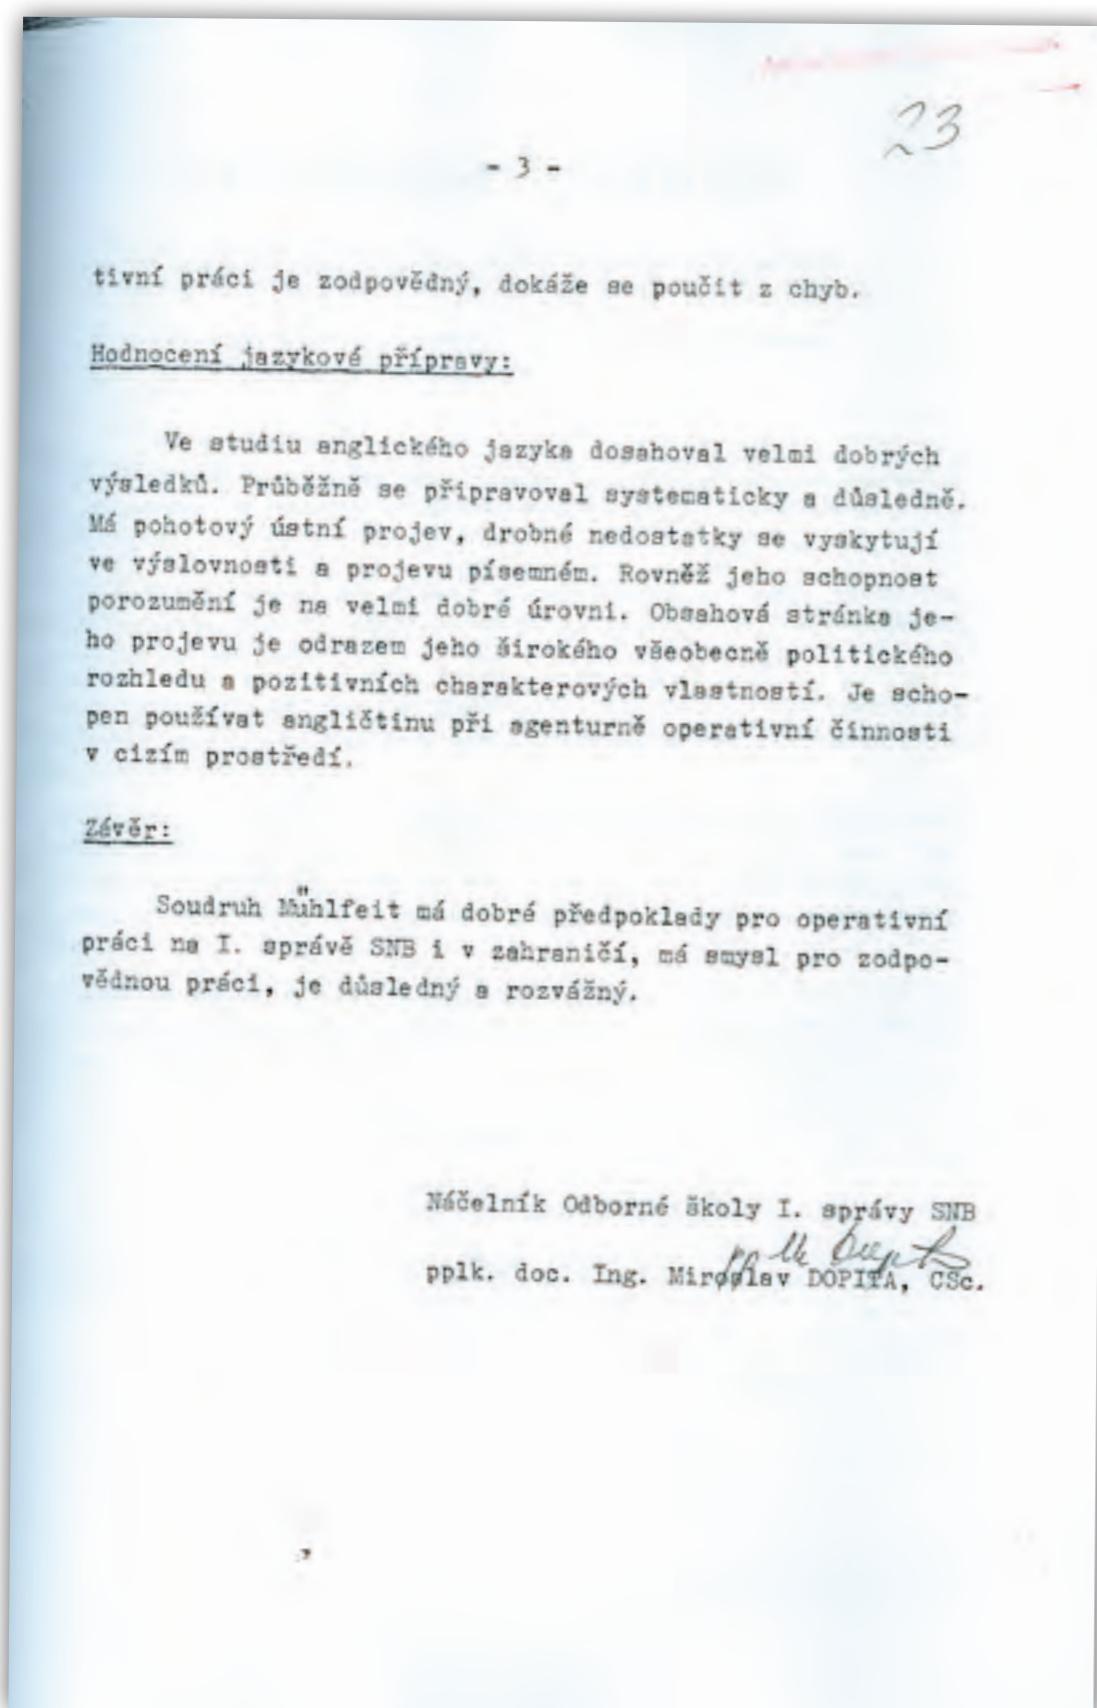 23
- 3 -
tivní práci je zodpovědný, dokáže se poučit z chyb.
Hodnocení jazykové přípravy:
Ve studiu anglického jazyka dosahoval velmi dobrých
výsledků. Průběžně se připravoval systematicky a důsledně.
Má pohotový ústní projev, drobné nedostatky se vyskytují
ve výslovnosti a projevu písemném. Rovněž jeho schopnost
porozumění je na velmi dobré úrovni. Obsahová stránka je-
ho projevu je odrazem jeho širokého všeobecně politického
rozhledu a pozitivních charakterových vlastností. Je scho-
pen používat angličtinu při agenturně operativní činnosti
v cizím prostředí.
Závěr:
Soudruh Mühlfeit má dobré předpoklady pro operativní
práci na I. správě SNB i v zahraničí, má smysl pro zodpo-
vědnou práci, je důsledný a rozvážný.
Náčelník Odborné školy I. správy SNB
pplk. doc. Ing. Miroslav DOPITA, CSc.